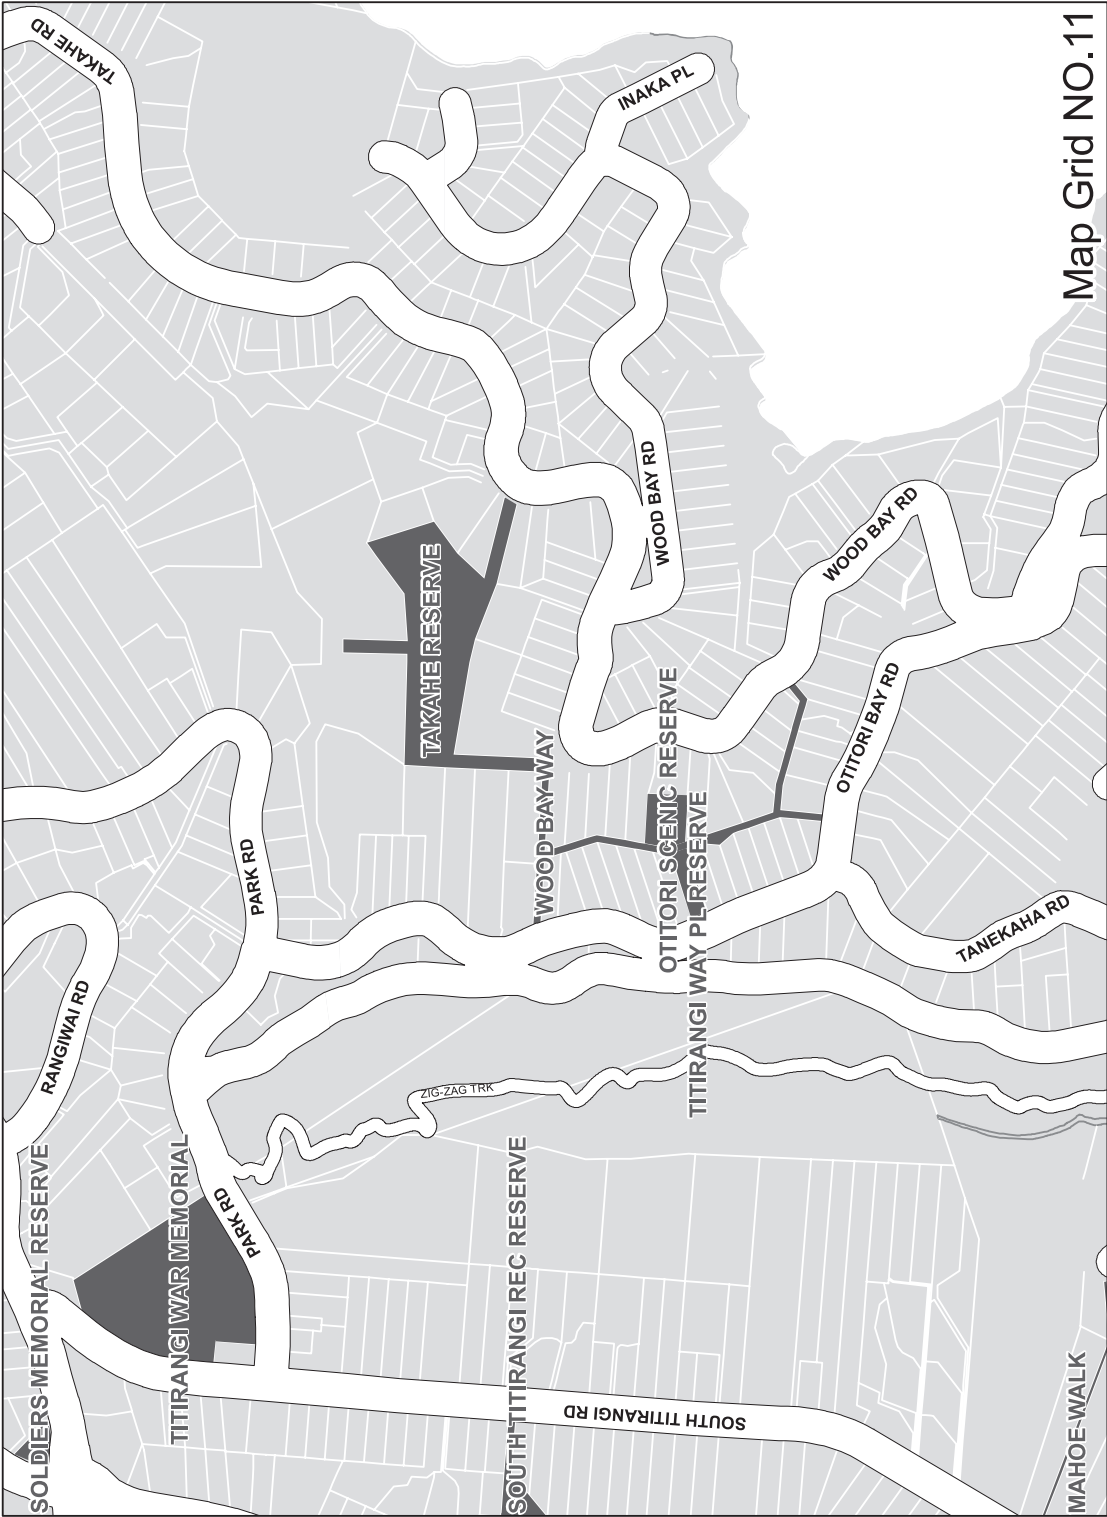 TAKAHE RD
INAKA PL
Map Grid NO.11
WOOD BAY RD
WOOD BAY RD
TAKAHE RESERVE
OTITORI BAY RD
WOOD BAY WAY
OTITORI SCENIC RESERVE
TITIRANGI WAY PL RESERVE
PARK RD
TANEKAHA RD
RANGIWAI RD
ZIG-ZAG TRK
SOLDIERS MEMORIAL RESERVE
TITIRANGI WAR MEMORIAL
PARK RD
SOUTH TITIRANGI REC RESERVE
SOUTH TITIRANGI RD
MAHOE WALK